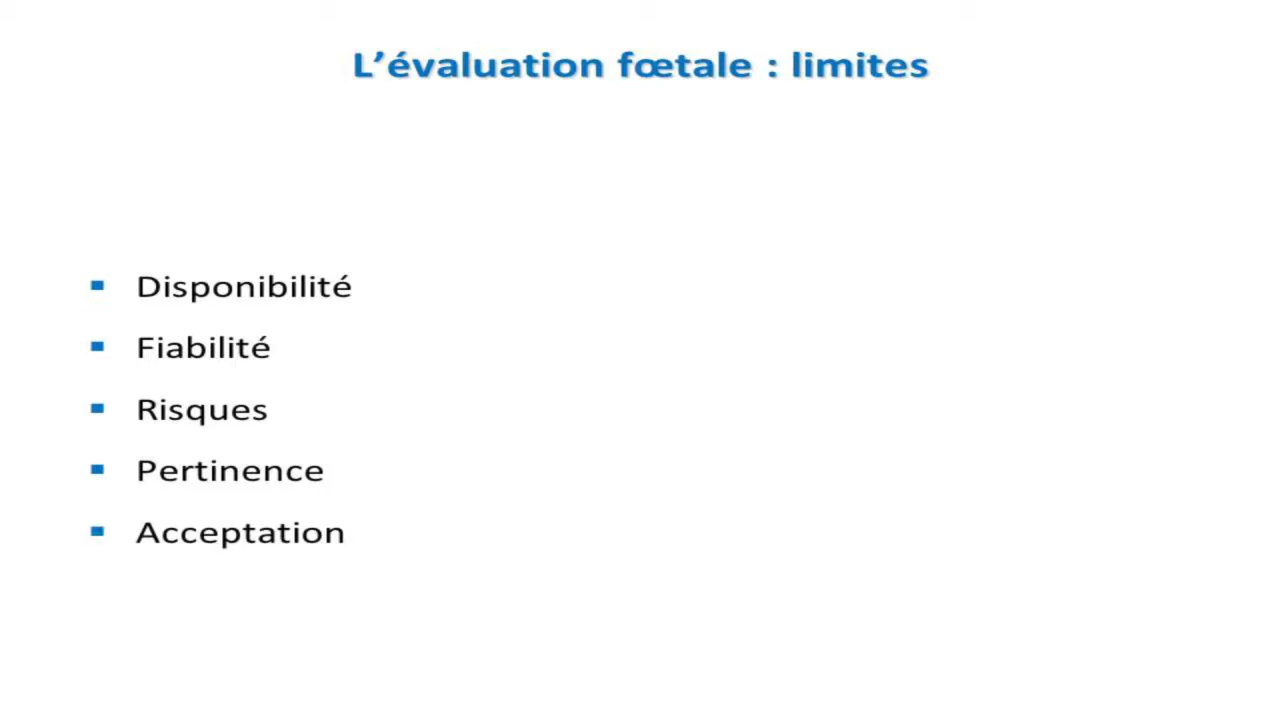 L’évaluation fœtale : limites
▪ Disponibilité
▪ Fiabilité
▪ Risques
▪ Pertinence
▪ Acceptation